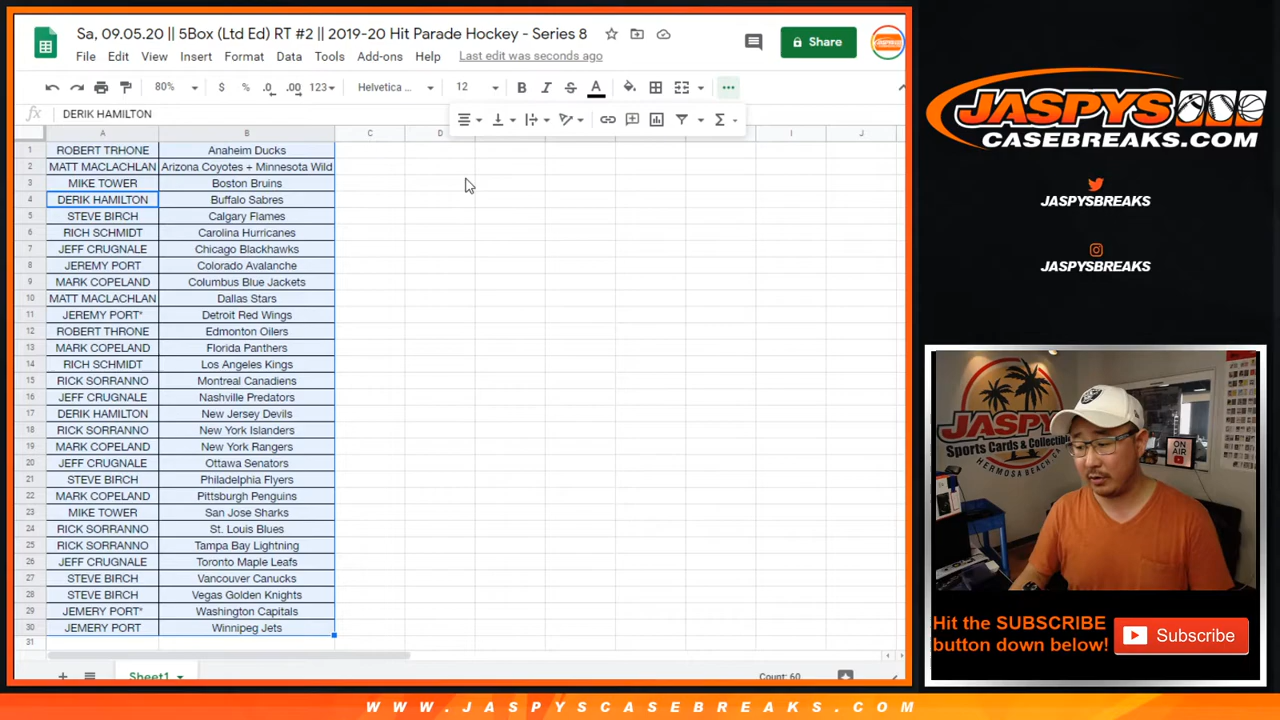 Sa, 09.05.20 || 5Box (Ltd Ed) RT #2 || 2019-20 Hit Parade Hockey - Series 8
Share
File Edit View Insert Format Data Tools Add-ons Help Last edit was seconds ago
80% $ % .0 .00 123 Helvetica ... 12 B I S A
fx DERIK HAMILTON
A B C D I J
1 ROBERT TRHONE Anaheim Ducks
2 MATT MACLACHLAN Arizona Coyotes + Minnesota Wild
3 MIKE TOWER Boston Bruins
4 DERIK HAMILTON Buffalo Sabres
5 STEVE BIRCH Calgary Flames
6 RICH SCHMIDT Carolina Hurricanes
7 JEFF CRUGNALE Chicago Blackhawks
8 JEREMY PORT Colorado Avalanche
9 MARK COPELAND Columbus Blue Jackets
10 MATT MACLACHLAN Dallas Stars
11 JEREMY PORT* Detroit Red Wings
12 ROBERT THRONE Edmonton Oilers
13 MARK COPELAND Florida Panthers
14 RICH SCHMIDT Los Angeles Kings
15 RICK SORRANNO Montreal Canadiens
16 JEFF CRUGNALE Nashville Predators
17 DERIK HAMILTON New Jersey Devils
18 RICK SORRANNO New York Islanders
19 MARK COPELAND New York Rangers
20 JEFF CRUGNALE Ottawa Senators
21 STEVE BIRCH Philadelphia Flyers
22 MARK COPELAND Pittsburgh Penguins
23 MIKE TOWER San Jose Sharks
24 RICK SORRANNO St. Louis Blues
25 RICK SORRANNO Tampa Bay Lightning
26 JEFF CRUGNALE Toronto Maple Leafs
27 STEVE BIRCH Vancouver Canucks
28 STEVE BIRCH Vegas Golden Knights
29 JEMERY PORT* Washington Capitals
30 JEMERY PORT Winnipeg Jets
31
Sheet1 Count: 60
JASPYS
CASEBREAKS.COM
JASPYSBREAKS
JASPYSBREAKS
JASPYS
Sports Cards & Collectibles
HERMOSA BEACH, CA
ON
AIR
Hit the SUBSCRIBE
button down below!
Subscribe
WWW.JASPYSCASEBREAKS.COM